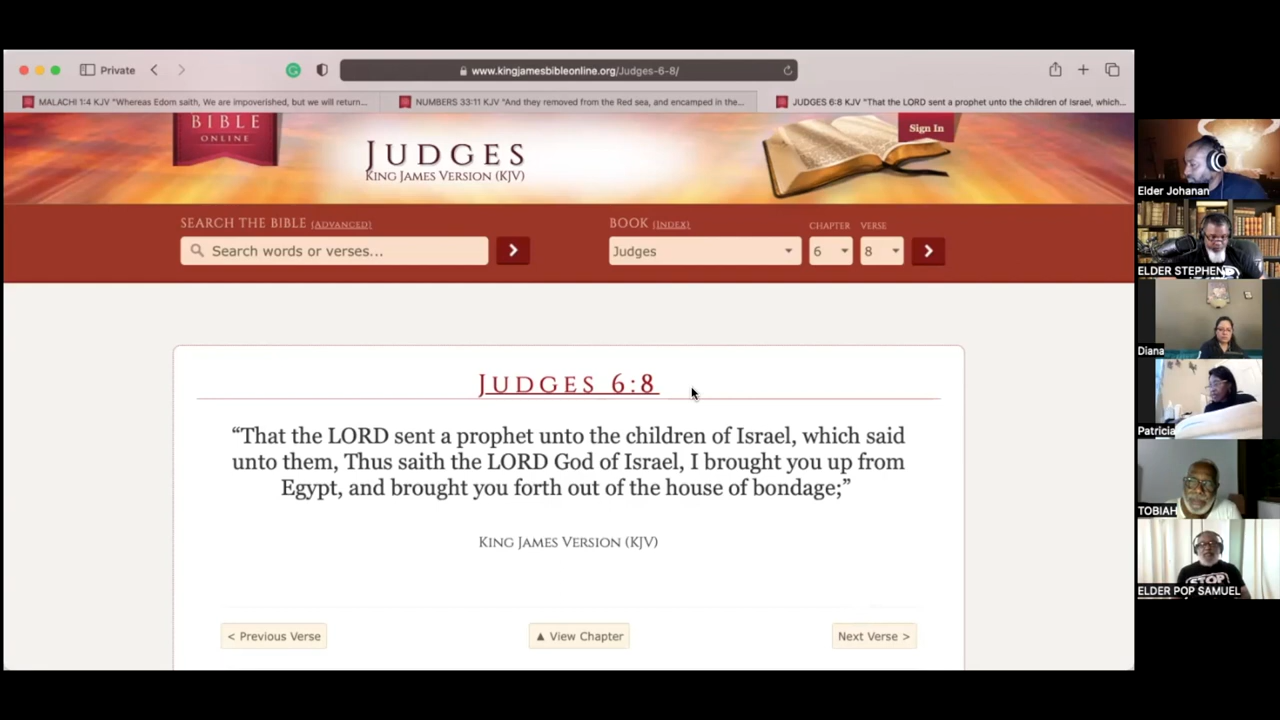 Private
www.kingjamesbibleonline.org/Judges-6-8/
MALACHI 1:4 KJV "Whereas Edom saith, We are impoverished, but we will return...
NUMBERS 33:11 KJV "And they removed from the Red sea, and encamped in the...
JUDGES 6:8 KJV "That the LORD sent a prophet unto the children of Israel, which...
BIBLE
ONLINE
JUDGES
KING JAMES VERSION (KJV)
Sign In
SEARCH THE BIBLE (ADVANCED)
Search words or verses...
BOOK (INDEX)
CHAPTER
VERSE
Judges
6
8
JUDGES 6:8
“That the LORD sent a prophet unto the children of Israel, which said
unto them, Thus saith the LORD God of Israel, I brought you up from
Egypt, and brought you forth out of the house of bondage;”
KING JAMES VERSION (KJV)
< Previous Verse
▲ View Chapter
Next Verse >
Elder Johanan
ELDER STEPHEN
Diana
Patricia
TOBIAH
STOP
ELDER POP SAMUEL